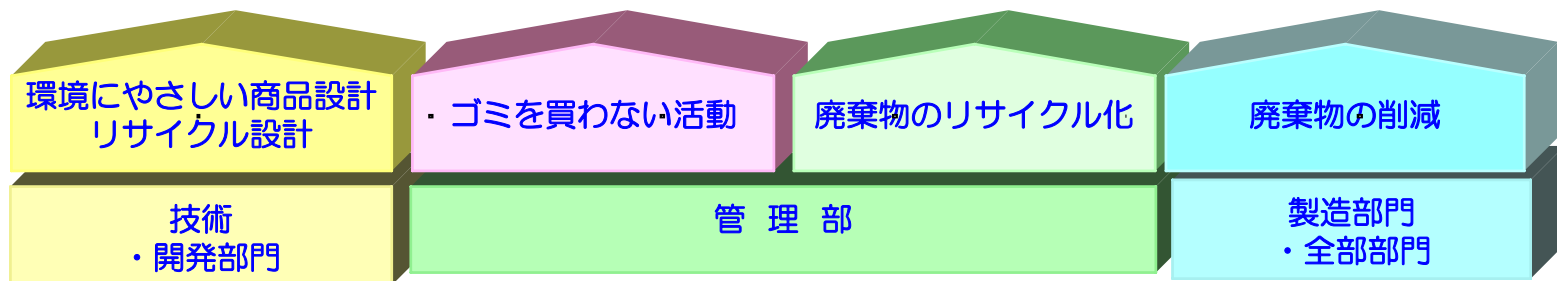 環境にやさしい商品設計
リサイクル設計
・ゴミを買わない活動
廃棄物のリサイクル化
廃棄物の削減
技術
・開発部門
管 理 部
製造部門
・全部部門